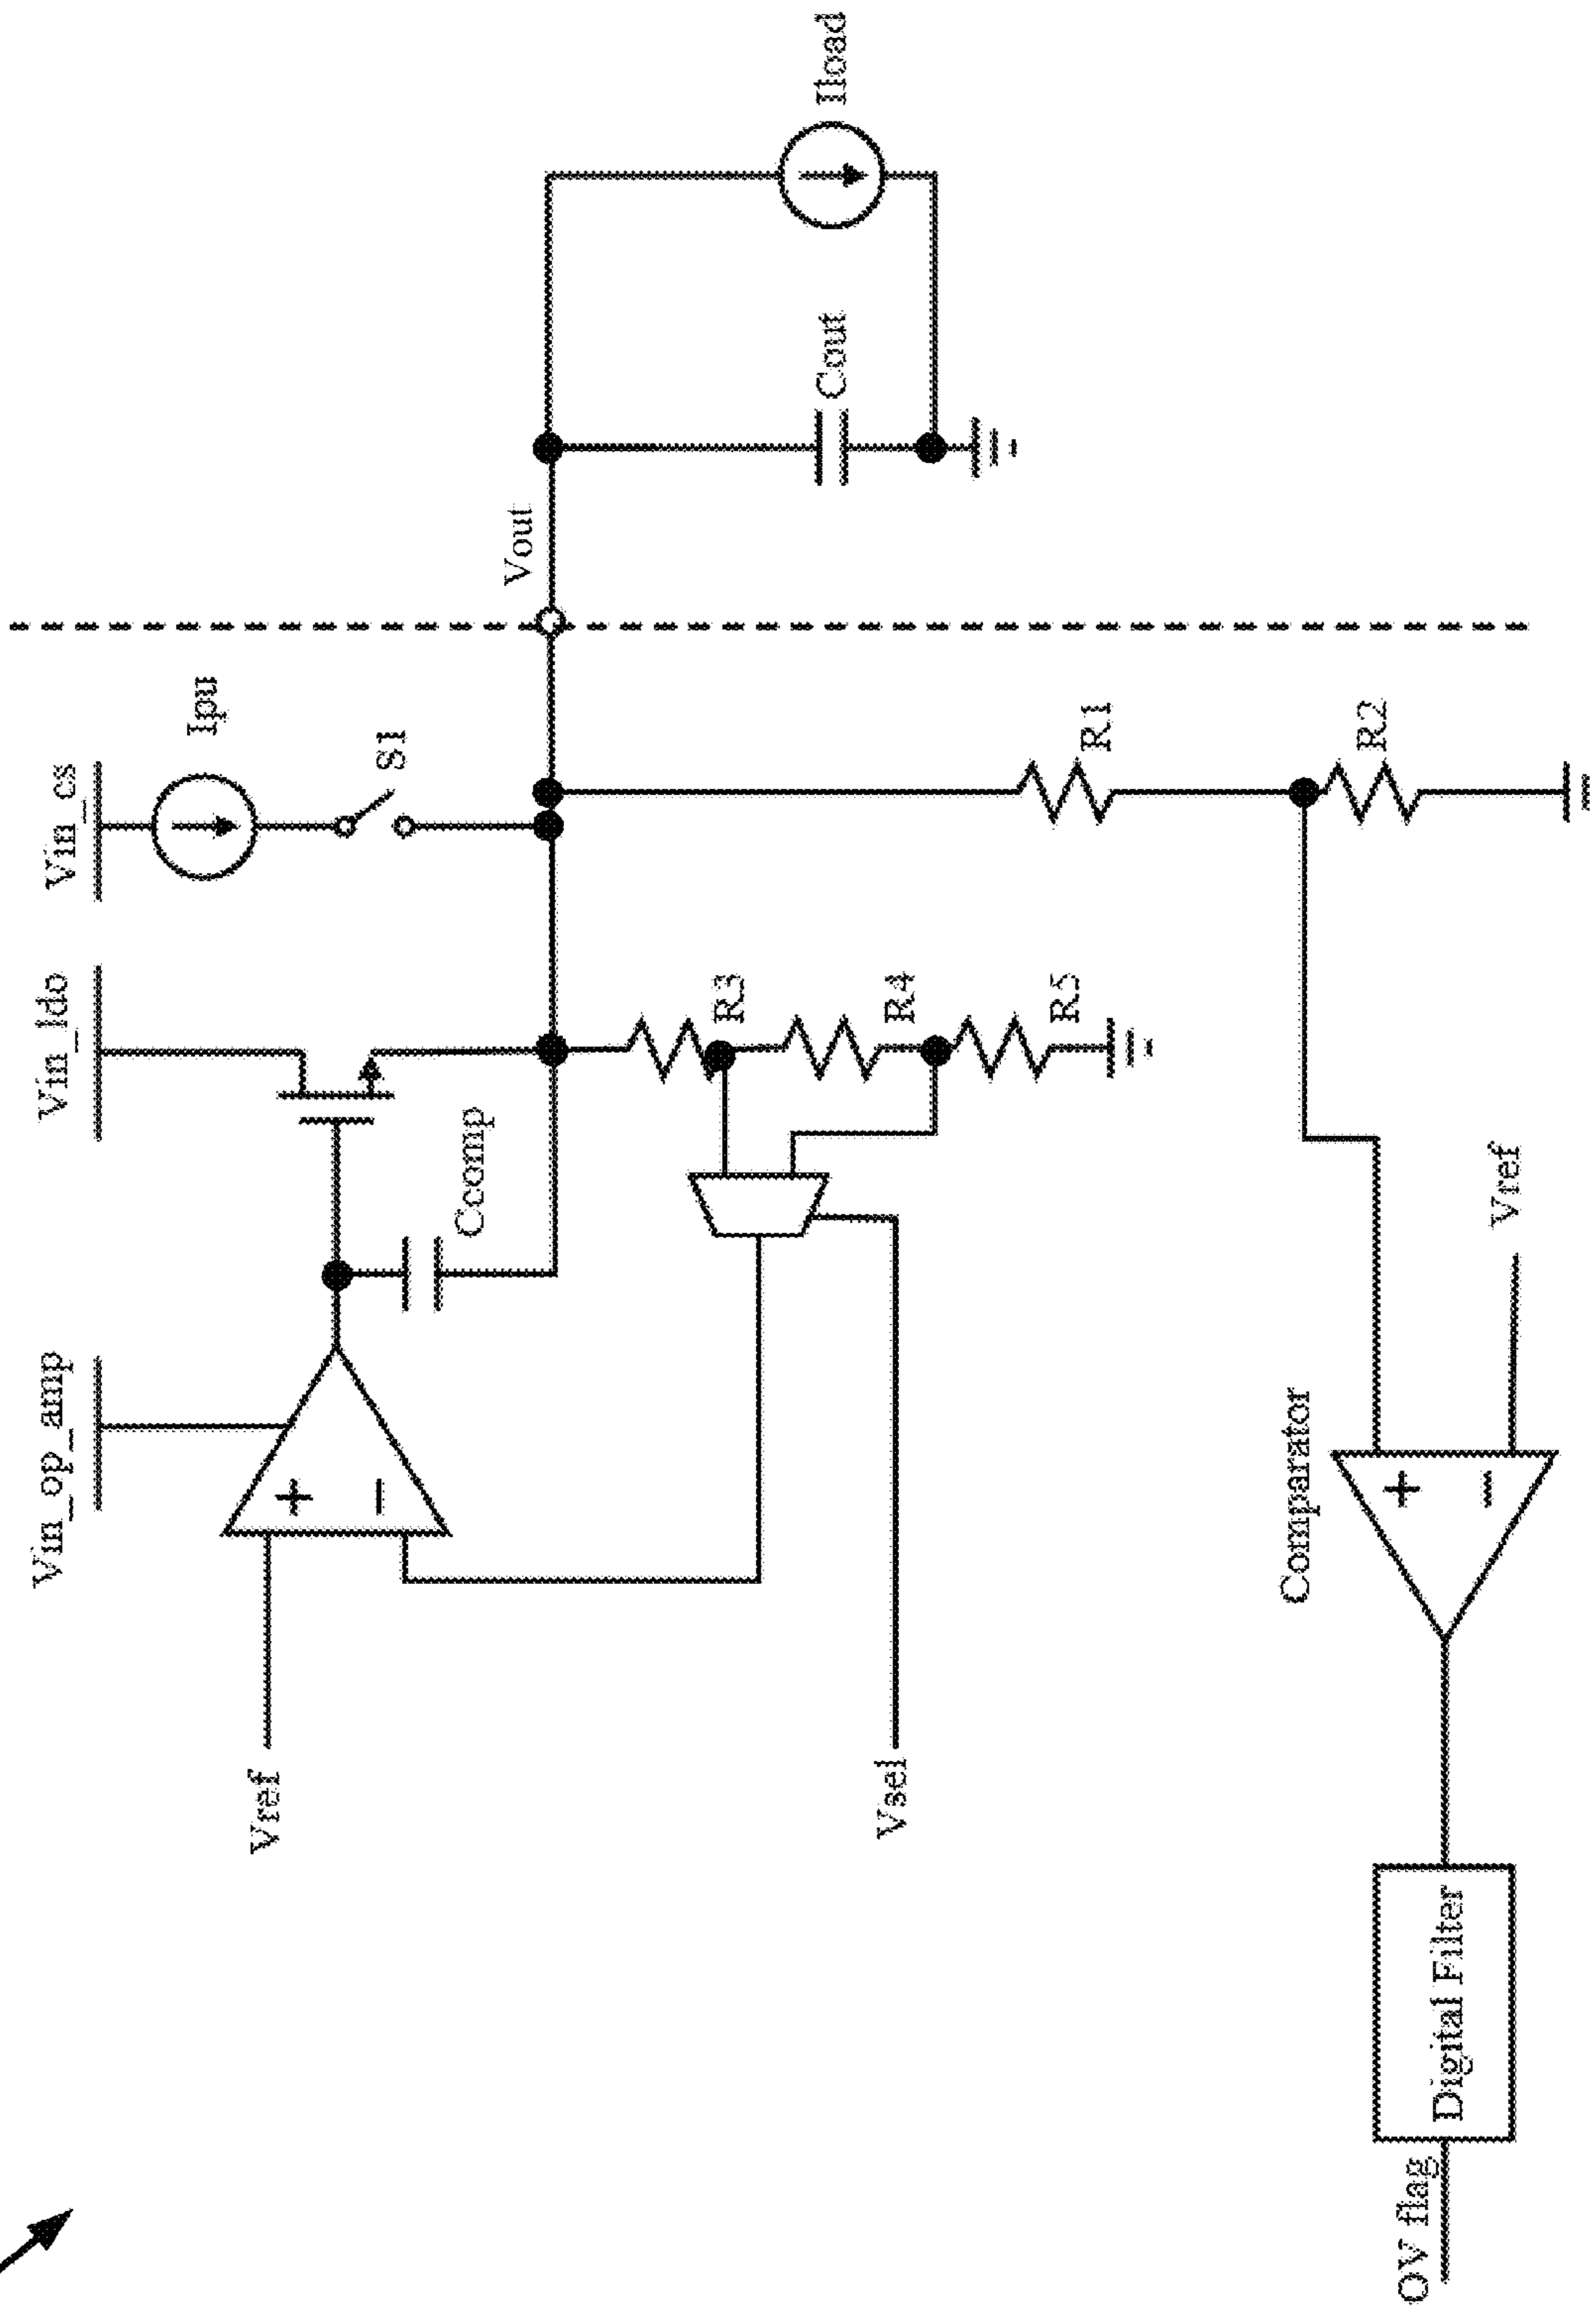 Vin_op_amp
Vin_ldo
Vin_cs
Ipu
S1
Vref
+
−
Ccomp
Vout
R3
R4
R5
Cout
Iload
Vsel
R1
R2
Comparator
+
−
Vref
OV flag
Digital Filter